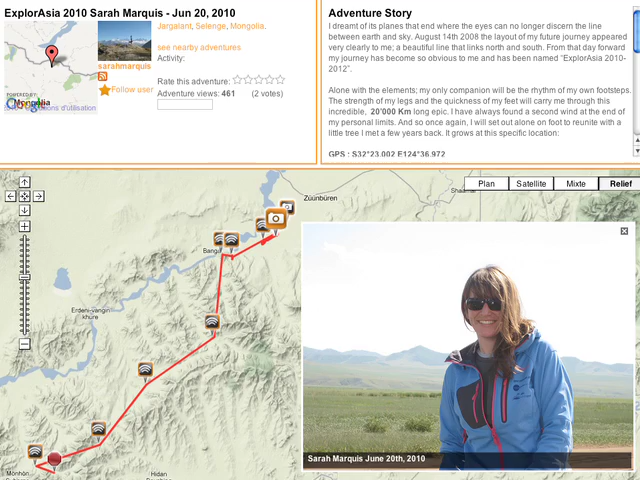 ExplorAsia 2010 Sarah Marquis - Jun 20, 2010
Jargalant, Selenge, Mongolia.
see nearby adventures
Activity:
sarahmarquis
Follow user
Rate this adventure:
Adventure views: 461 (2 votes)
POWERED BY
Google
Mongolia
d'utilisation
Adventure Story
I dreamt of its planes that end where the eyes can no longer discern the line
between earth and sky. August 14th 2008 the layout of my future journey appeared
very clearly to me; a beautiful line that links north and south. From that day forward
my journey has become so obvious to me and has been named "ExplorAsia 2010-
2012".
Along with the elements; my only companion will be the rhythm of my own footsteps.
The strength of my legs and the quickness of my feet will carry me through this
incredible, 20'000 Km long epic. I have always found a second wind at the end of
my personal limits. And so once again, I will set out alone on foot to reunite with a
little tree I met a few years back. It grows at this specific location:
GPS : S32°23.002 E124°36.972
Plan Satellite Mixte Relief
Züünbüren
Shaamar
Erdeni-vangin
khure
Hidan
Sarah Marquis June 20th, 2010